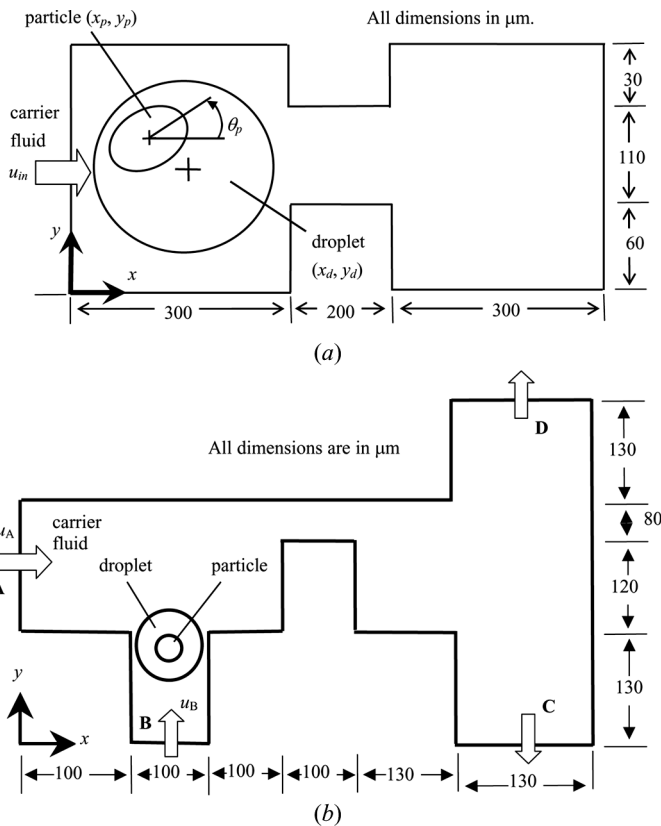 particle (xp, yp)
All dimensions in μm.
30
carrier
fluid
θp
uin
110
y
droplet
(xd, yd)
60
x
300
200
300
(a)
D
All dimensions are in μm
130
uA
carrier
fluid
80
droplet
particle
120
y
B
uB
C
130
x
100
100
100
100
130
130
(b)